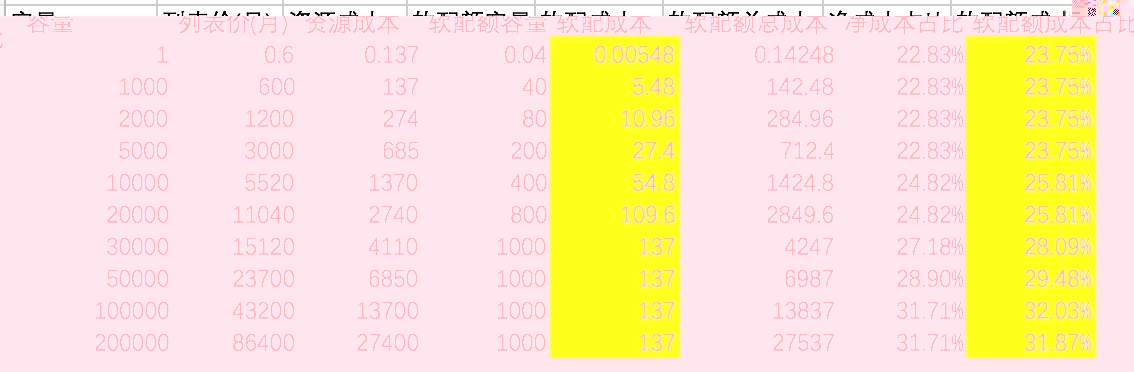 容量 列表价(月) 资源成本 软配额容量 软配成本 软配额总成本 净成本占比 软配额成本占比
1 0.6 0.137 0.04 0.00548 0.14248 22.83% 23.75%
1000 600 137 40 5.48 142.48 22.83% 23.75%
2000 1200 274 80 10.96 284.96 22.83% 23.75%
5000 3000 685 200 27.4 712.4 22.83% 23.75%
10000 5520 1370 400 54.8 1424.8 24.82% 25.81%
20000 11040 2740 800 109.6 2849.6 24.82% 25.81%
30000 15120 4110 1000 137 4247 27.18% 28.09%
50000 23700 6850 1000 137 6987 28.90% 29.48%
100000 43200 13700 1000 137 13837 31.71% 32.03%
200000 86400 27400 1000 137 27537 31.71% 31.87%